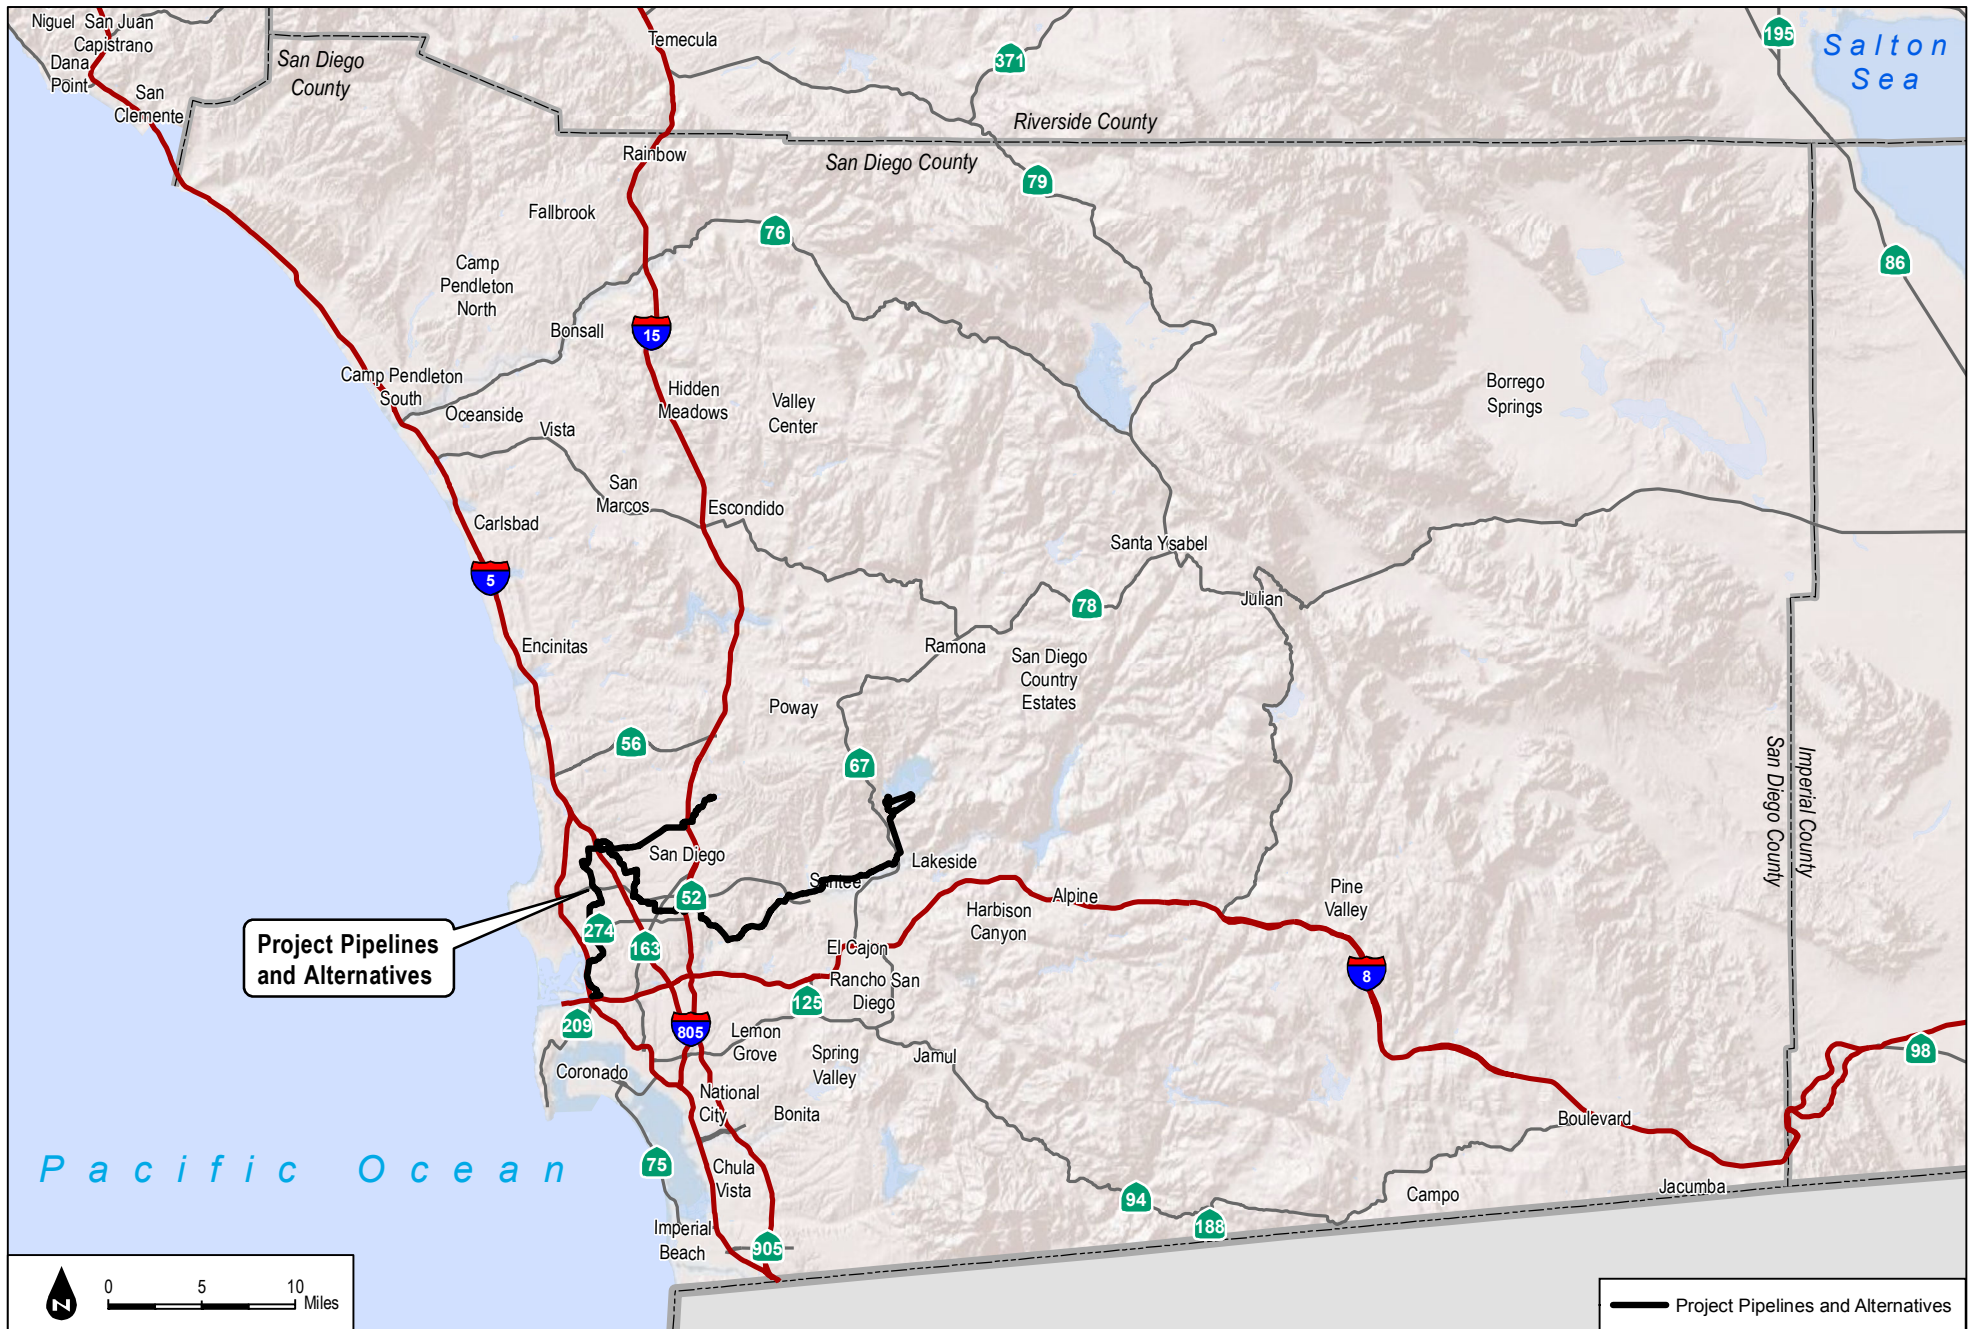 Niguel
San Juan
Capistrano
Dana
Point
San
Clemente
San Diego
County
Temecula
371
195
Salton
Sea
Riverside County
San Diego County
Rainbow
79
Fallbrook
76
86
Camp
Pendleton
North
Bonsall
15
Camp Pendleton
South
Oceanside
Hidden
Meadows
Valley
Center
Borrego
Springs
Vista
San
Marcos
Escondido
Carlsbad
Santa Ysabel
5
78
Julian
Encinitas
Ramona
San Diego
Country
Estates
Poway
56
67
San Diego County
Imperial County
San Diego
Lakeside
Santee
52
Alpine
Pine
Valley
Harbison
Canyon
274
163
El Cajon
Project Pipelines
and Alternatives
8
Rancho San
Diego
125
209
805
Lemon
Grove
Spring
Valley
Jamul
98
Coronado
National
City
Bonita
Boulevard
Pacific Ocean
75
Chula
Vista
94
188
Campo
Jacumba
Imperial
Beach
905
N
0 5 10
Miles
Project Pipelines and Alternatives